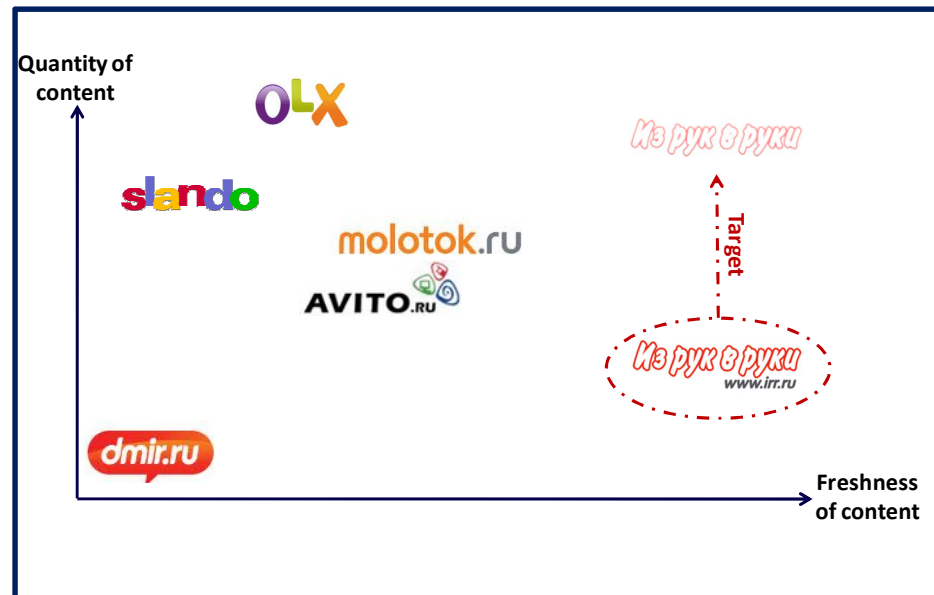 Quantity of
content
OLX
Из рук в руки
slando
molotok.ru
Target
AVITO.RU
Из рук в руки
www.irr.ru
dmir.ru
Freshness
of content